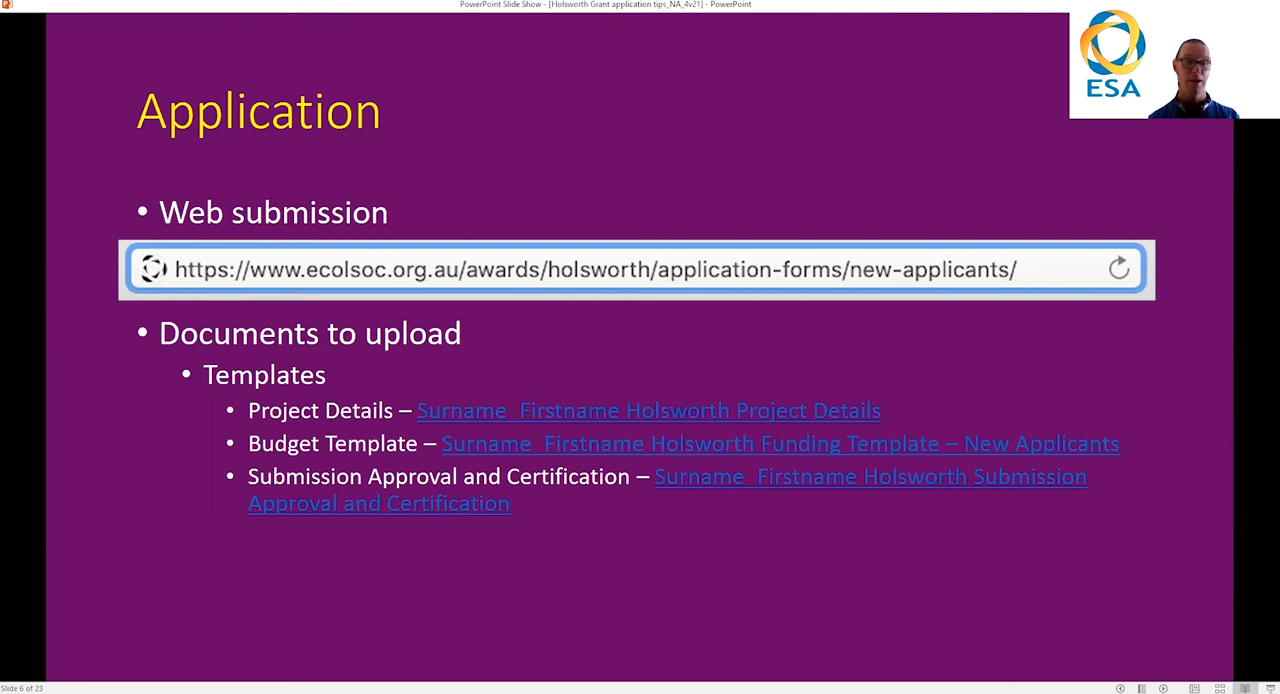 PowerPoint Slide Show - [Holsworth Grant application tips_NA_4v21] - PowerPoint
ESA
Application
• Web submission
https://www.ecolsoc.org.au/awards/holsworth/application-forms/new-applicants/
• Documents to upload
• Templates
• Project Details – Surname_Firstname Holsworth Project Details
• Budget Template – Surname_Firstname Holsworth Funding Template – New Applicants
• Submission Approval and Certification – Surname_Firstname Holsworth Submission
Approval and Certification
Slide 6 of 23